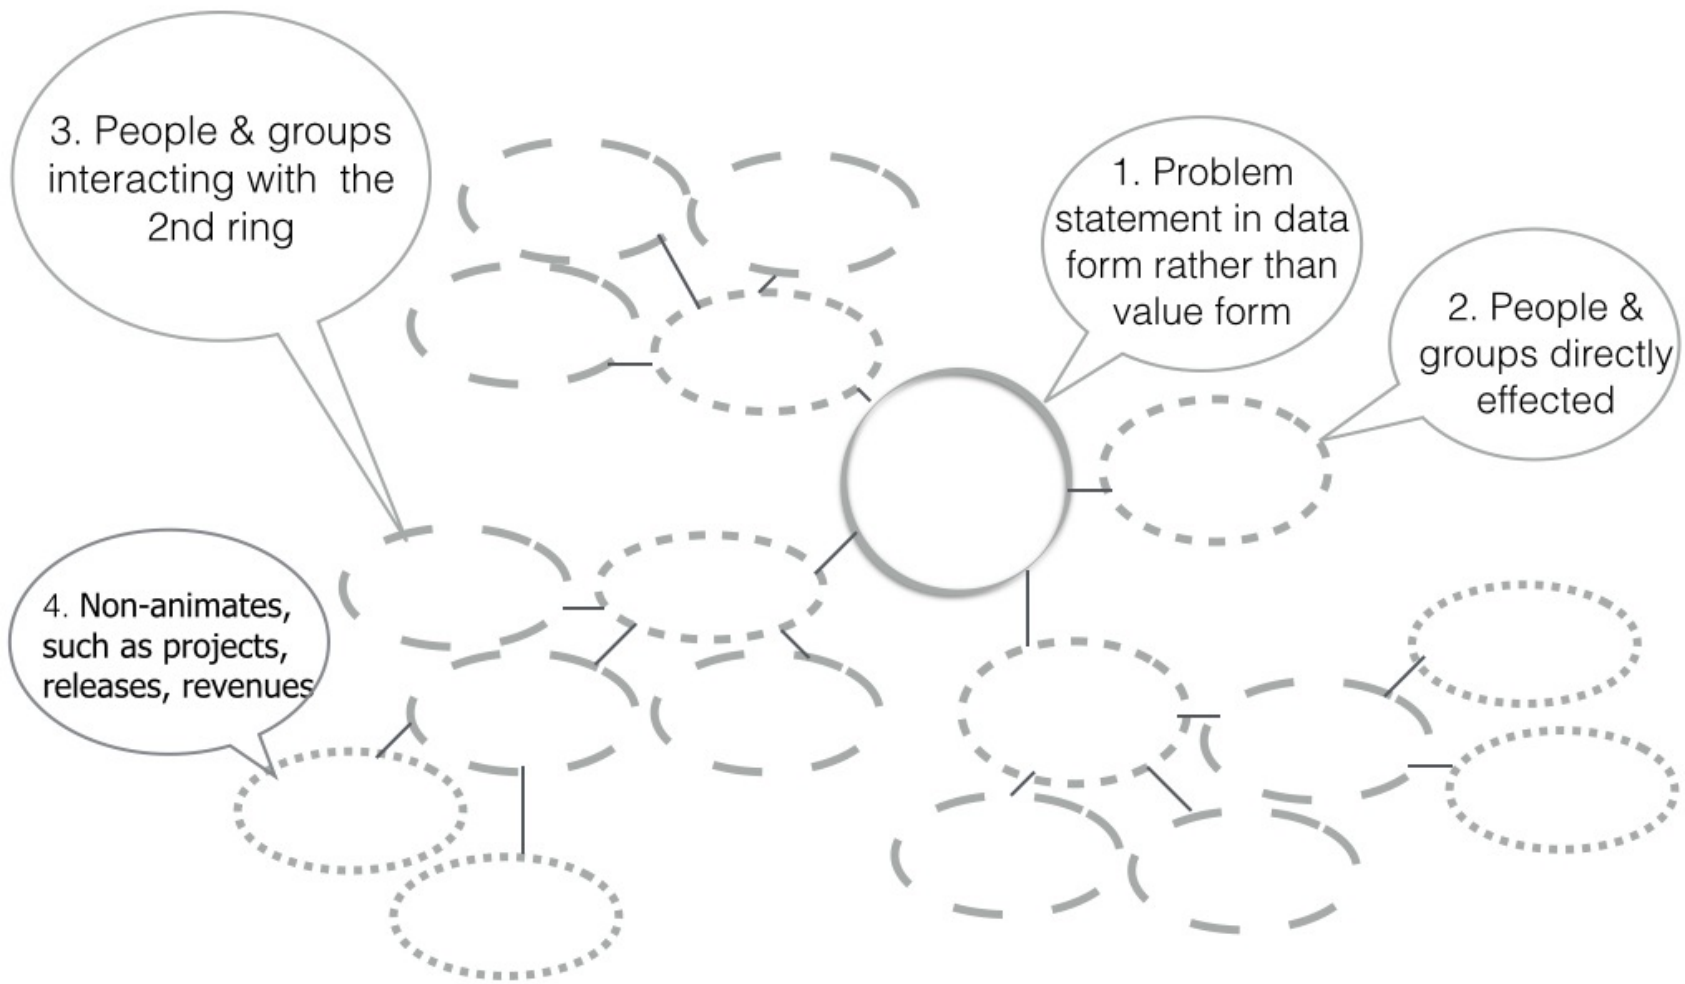 3. People & groups
interacting with the
2nd ring
1. Problem
statement in data
form rather than
value form
2. People &
groups directly
effected
4. Non-animates,
such as projects,
releases, revenues